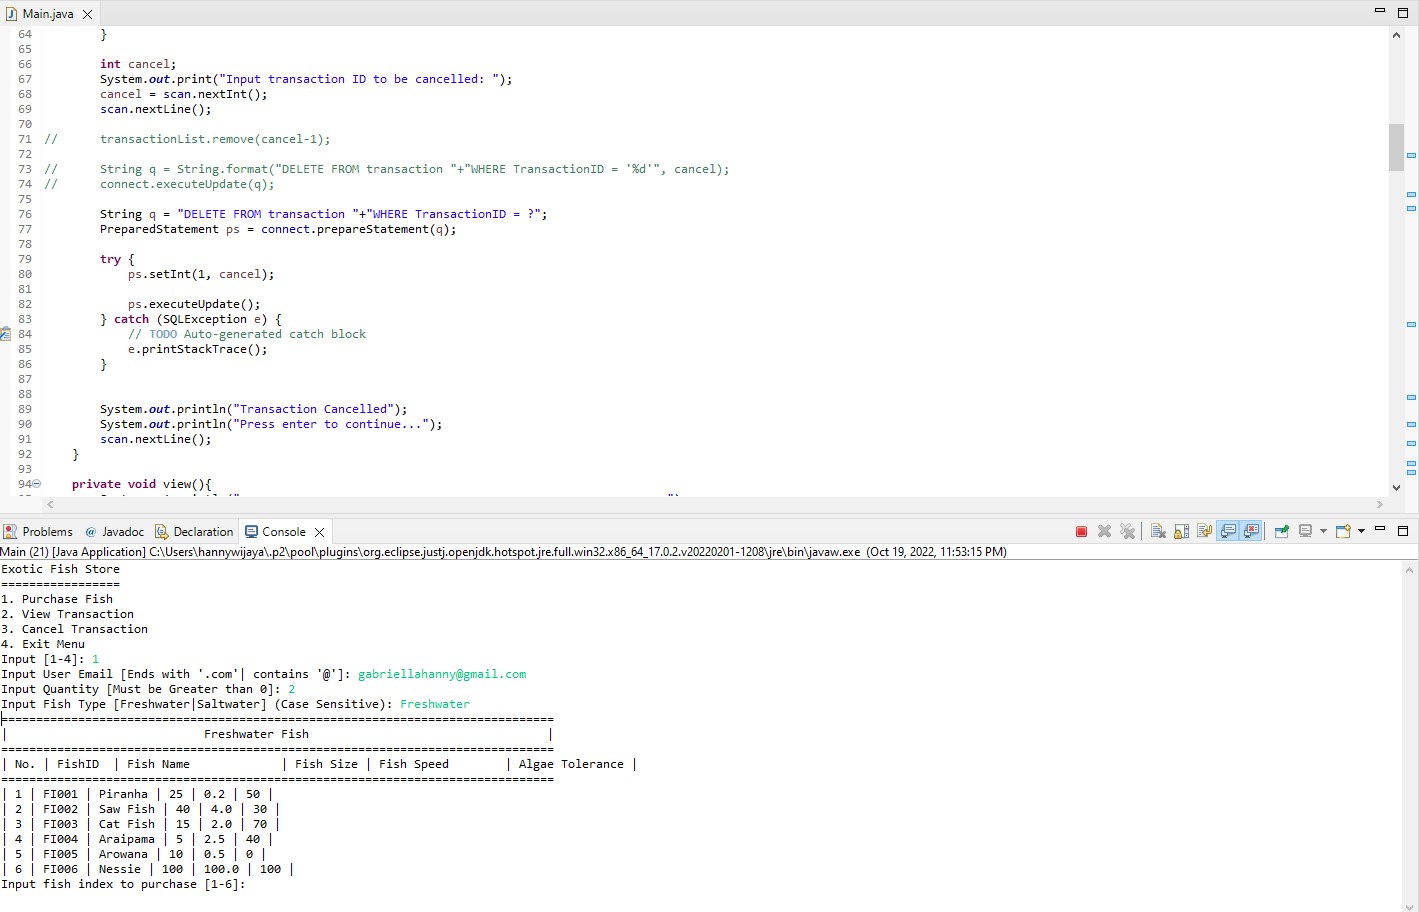 Main.java
64 }
65
66 int cancel;
67 System.out.print("Input transaction ID to be cancelled: ");
68 cancel = scan.nextInt();
69 scan.nextLine();
70
71 // transactionList.remove(cancel-1);
72
73 // String q = String.format("DELETE FROM transaction "+"WHERE TransactionID = '%d'", cancel);
74 // connect.executeUpdate(q);
75
76 String q = "DELETE FROM transaction "+"WHERE TransactionID = ?";
77 PreparedStatement ps = connect.prepareStatement(q);
78
79 try {
80 ps.setInt(1, cancel);
81
82 ps.executeUpdate();
83 } catch (SQLException e) {
84 // TODO Auto-generated catch block
85 e.printStackTrace();
86 }
87
88
89 System.out.println("Transaction Cancelled");
90 System.out.println("Press enter to continue...");
91 scan.nextLine();
92 }
93
94 private void view(){
Problems @ Javadoc Declaration Console
Main (21) [Java Application] C:\Users\hannywijaya\.p2\pool\plugins\org.eclipse.justj.openjdk.hotspot.jre.full.win32.x86_64_17.0.2.v20220201-1208\jre\bin\javaw.exe (Oct 19, 2022, 11:53:15 PM)
Exotic Fish Store
=================
1. Purchase Fish
2. View Transaction
3. Cancel Transaction
4. Exit Menu
Input [1-4]: 1
Input User Email [Ends with '.com'| contains '@']: gabriellahanny@gmail.com
Input Quantity [Must be Greater than 0]: 2
Input Fish Type [Freshwater|Saltwater] (Case Sensitive): Freshwater
===============================================================================
| Freshwater Fish |
===============================================================================
| No. | FishID | Fish Name | Fish Size | Fish Speed | Algae Tolerance |
===============================================================================
| 1 | FI001 | Piranha | 25 | 0.2 | 50 |
| 2 | FI002 | Saw Fish | 40 | 4.0 | 30 |
| 3 | FI003 | Cat Fish | 15 | 2.0 | 70 |
| 4 | FI004 | Araipama | 5 | 2.5 | 40 |
| 5 | FI005 | Arowana | 10 | 0.5 | 0 |
| 6 | FI006 | Nessie | 100 | 100.0 | 100 |
Input fish index to purchase [1-6]: